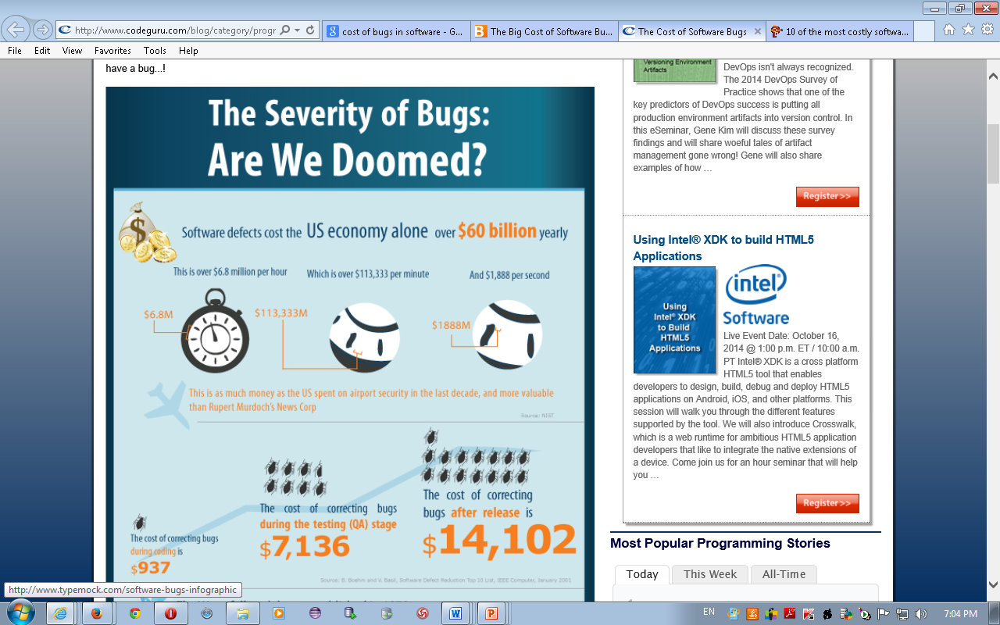 http://www.codeguru.com/blog/category/progr
cost of bugs in software - G...
The Big Cost of Software Bu...
The Cost of Software Bugs
10 of the most costly softwa...
File Edit View Favorites Tools Help
have a bug...!
The Severity of Bugs:
Are We Doomed?
Software defects cost the US economy alone over $60 billion yearly
This is over $6.8 million per hour
Which is over $113,333 per minute
And $1,888 per second
$6.8M
$113,333M
$1888M
This is as much money as the US spent on airport security in the last decade, and more valuable
than Rupert Murdoch's News Corp
Source: NIST
The cost of correcting bugs
during coding is
$937
The cost of correcting bugs
during the testing (QA) stage
$7,136
The cost of correcting
bugs after release is
$14,102
Source: B. Boehm and V. Basil, Software Defect Reduction Top 10 List, IEEE Computer, January 2001
http://www.typemock.com/software-bugs-infographic
Versioning Environment
Artifacts
DevOps isn't always recognized.
The 2014 DevOps Survey of
Practice shows that one of the
key predictors of DevOps success is putting all
production environment artifacts into version control. In
this eSeminar, Gene Kim will discuss these survey
findings and will share woeful tales of artifact
management gone wrong! Gene will also share
examples of how ...
Register >>
Using Intel® XDK to build HTML5
Applications
Using
Intel® XDK
to Build
HTML5
Applications
intel
Software
Live Event Date: October 16,
2014 @ 1:00 p.m. ET / 10:00 a.m.
PT Intel® XDK is a cross platform
HTML5 tool that enables
developers to design, build, debug and deploy HTML5
applications on Android, iOS, and other platforms. This
session will walk you through the different features
supported by the tool. We will also introduce Crosswalk,
which is a web runtime for ambitious HTML5 application
developers that like to integrate the native extensions of
a device. Come join us for an hour seminar that will help
you ...
Register >>
Most Popular Programming Stories
Today This Week All-Time
EN
7:04 PM